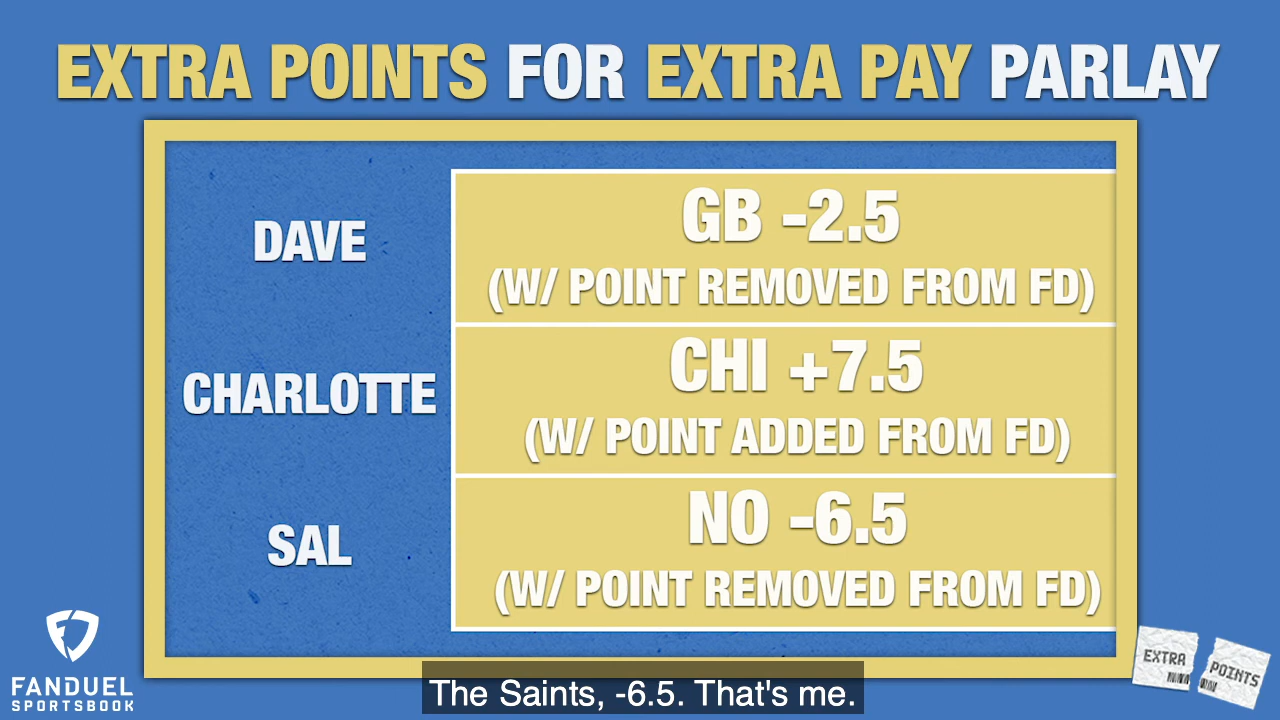 EXTRA POINTS FOR EXTRA PAY PARLAY
DAVE
GB -2.5
(W/ POINT REMOVED FROM FD)
CHARLOTTE
CHI +7.5
(W/ POINT ADDED FROM FD)
SAL
NO -6.5
(W/ POINT REMOVED FROM FD)
FANDUEL
SPORTSBOOK
The Saints, -6.5. That's me.
EXTRA
POINTS